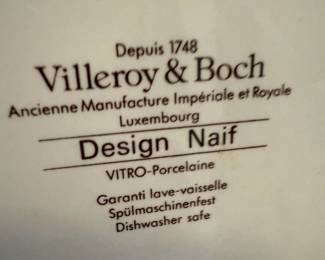 Depuis 1748
Villeroy & Boch
Ancienne Manufacture Impériale et Royale
Luxembourg
Design Naif
VITRO-Porcelaine
Garanti lave-vaisselle
Spülmaschinenfest
Dishwasher safe